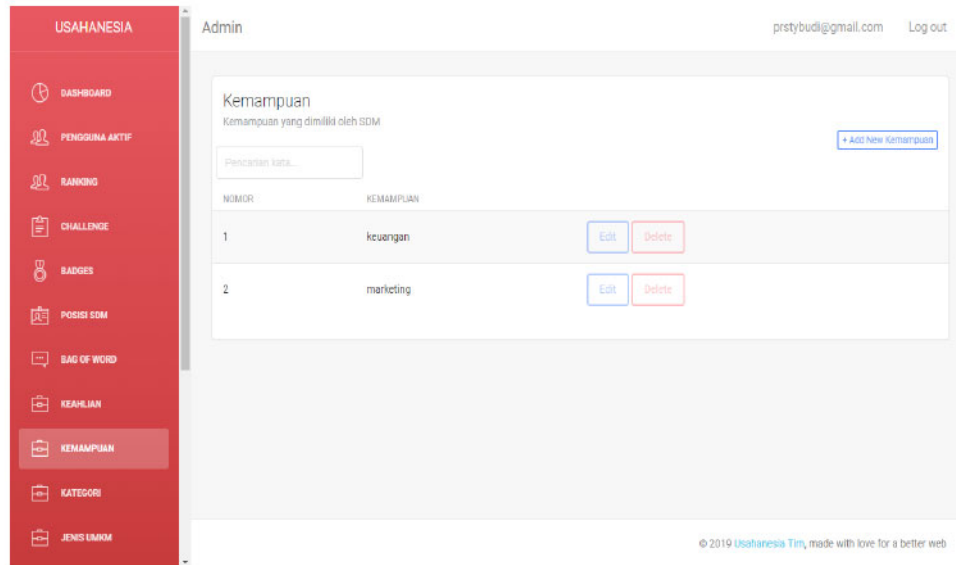 USAHANESIA
DASHBOARD
PENGGUNA AKTIF
RANKING
CHALLENGE
BADGES
POSISI SDM
BAG OF WORD
KEAHLIAN
KEMAMPUAN
KATEGORI
JENIS UMKM
Admin
prstybudi@gmail.com Log out
Kemampuan
Kemampuan yang dimiliki oleh SDM
+ Add New Kemampuan
Pencarian kata...
NOMOR KEMAMPUAN
1 keuangan Edit Delete
2 marketing Edit Delete
© 2019 Usahanesia Tim, made with love for a better web